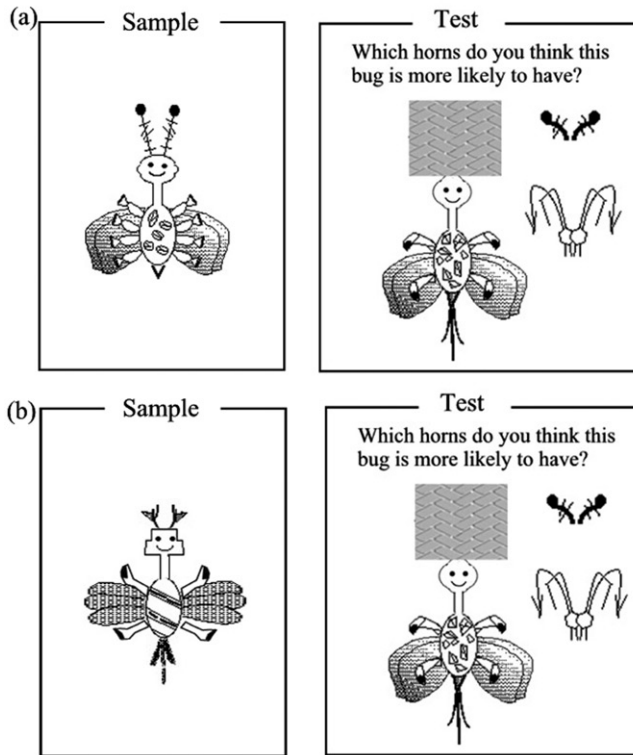 (a)
Sample
Test
Which horns do you think this
bug is more likely to have?
(b)
Sample
Test
Which horns do you think this
bug is more likely to have?